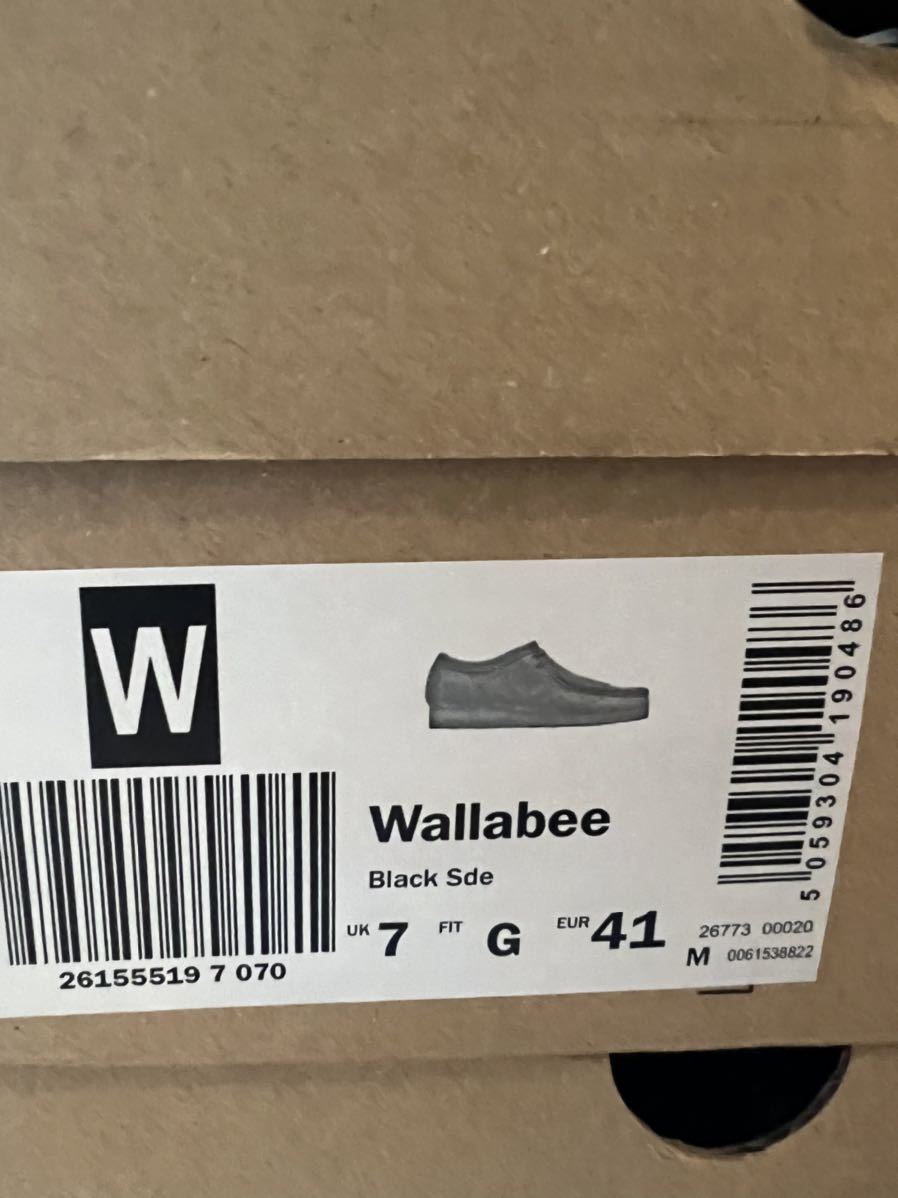 W
26155519 7 070
Wallabee
Black Sde
UK 7 FIT G EUR 41
5 059304 190486
26773 00020
M 0061538822